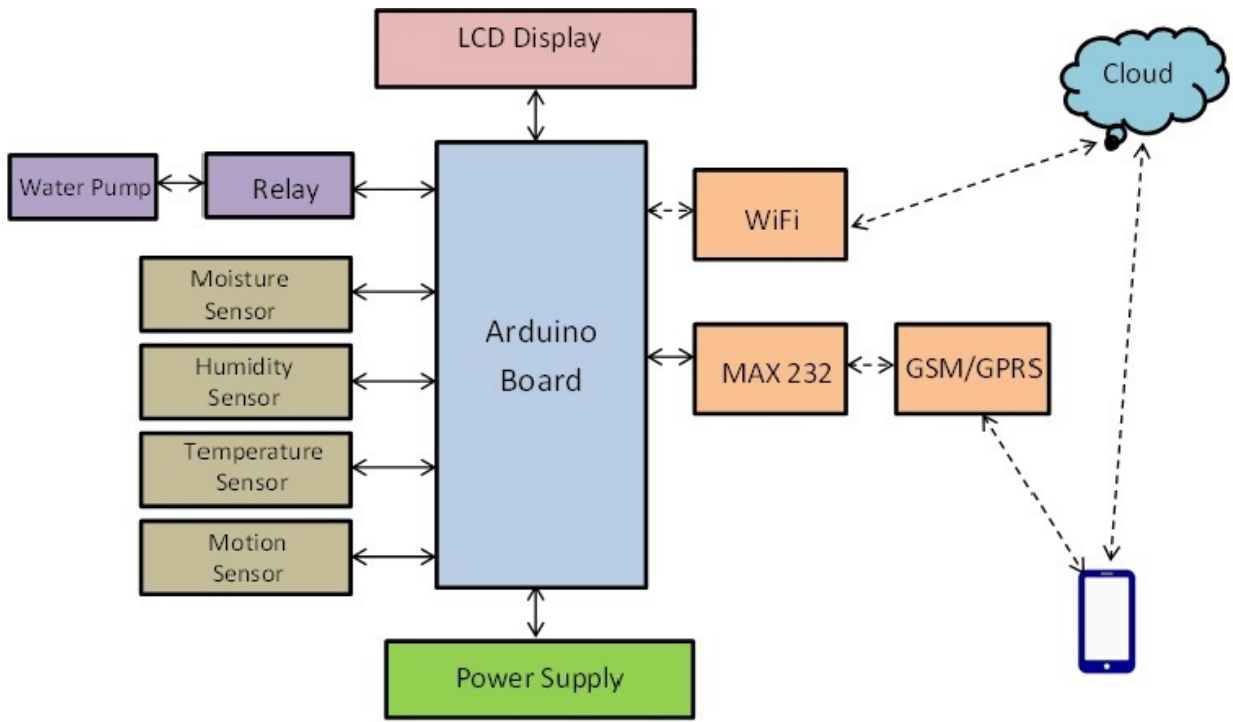 LCD Display
Cloud
Water Pump
Relay
WiFi
Moisture
Sensor
Arduino
Board
Humidity
Sensor
MAX 232
GSM/GPRS
Temperature
Sensor
Motion
Sensor
Power Supply